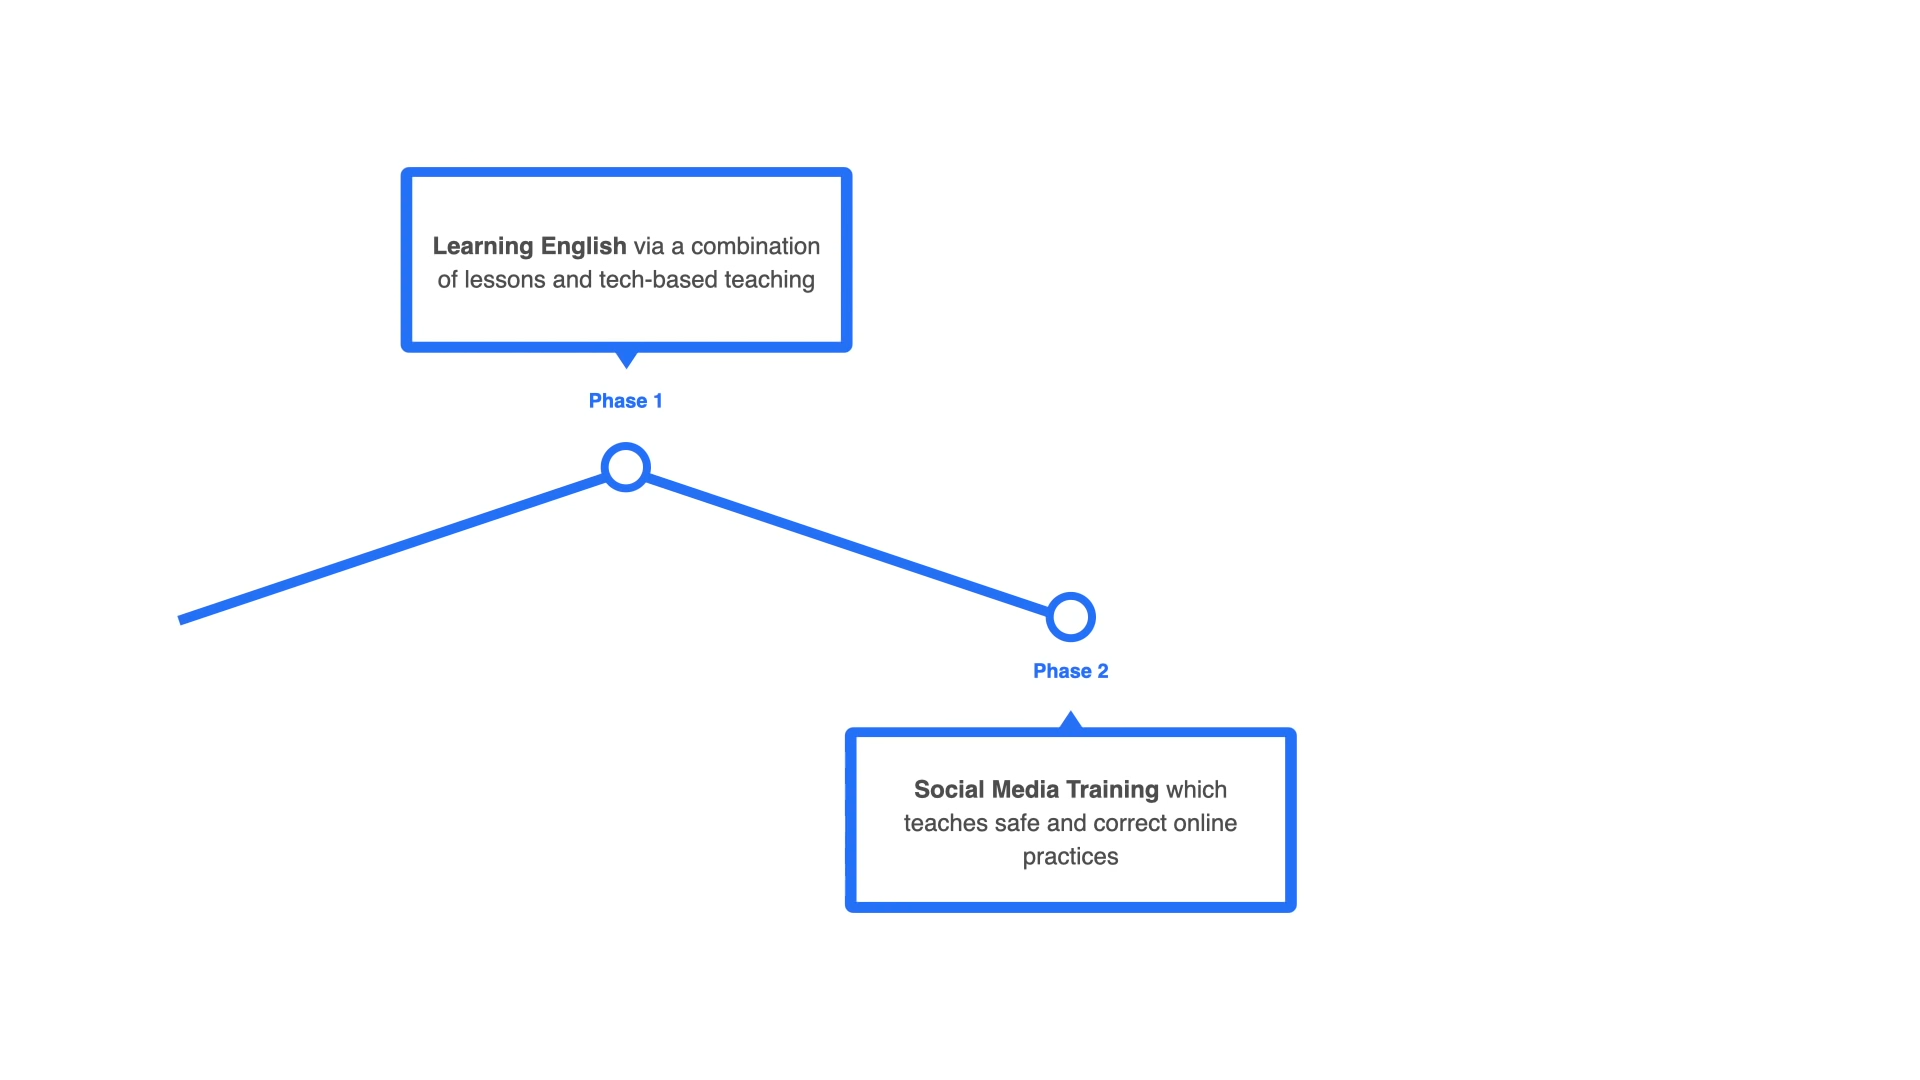 Learning English via a combination
of lessons and tech-based teaching
Phase 1
Phase 2
Social Media Training which
teaches safe and correct online
practices